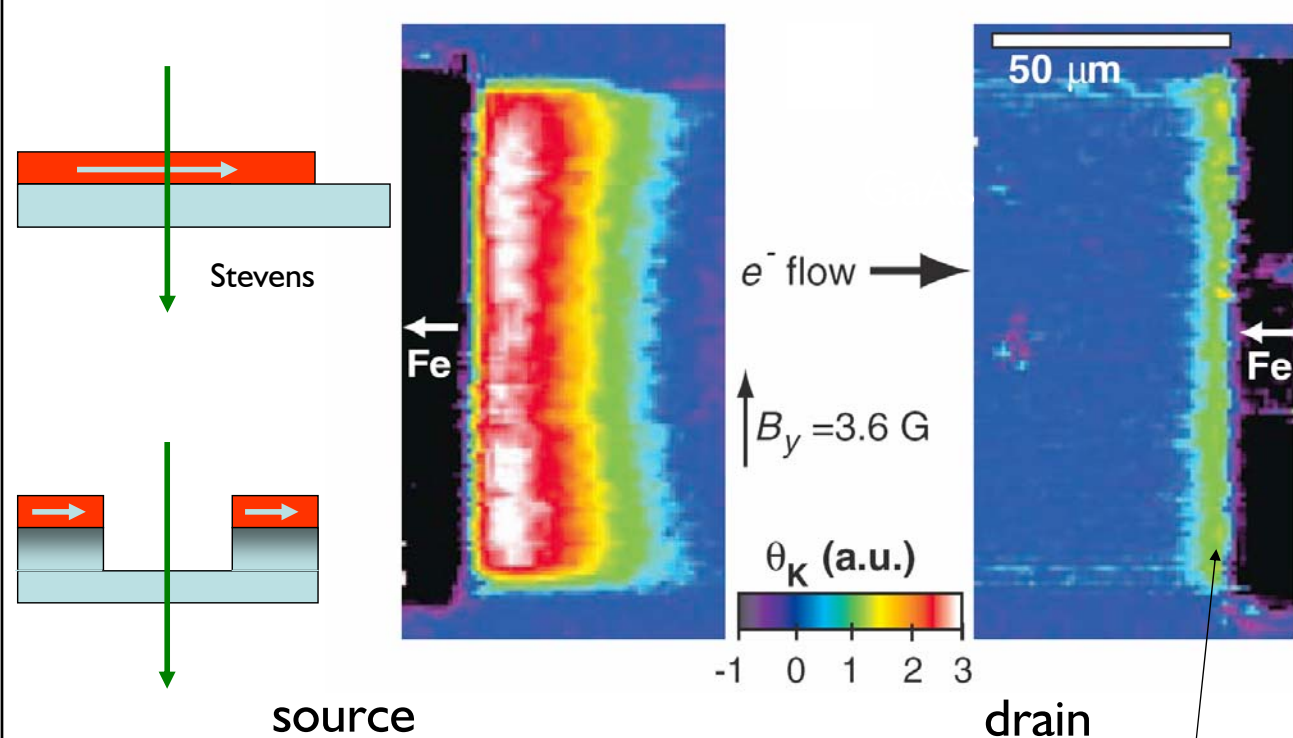 50 μm
Stevens
e⁻ flow
Fe
Fe
B_y =3.6 G
θ_K (a.u.)
-1 0 1 2 3
source
drain